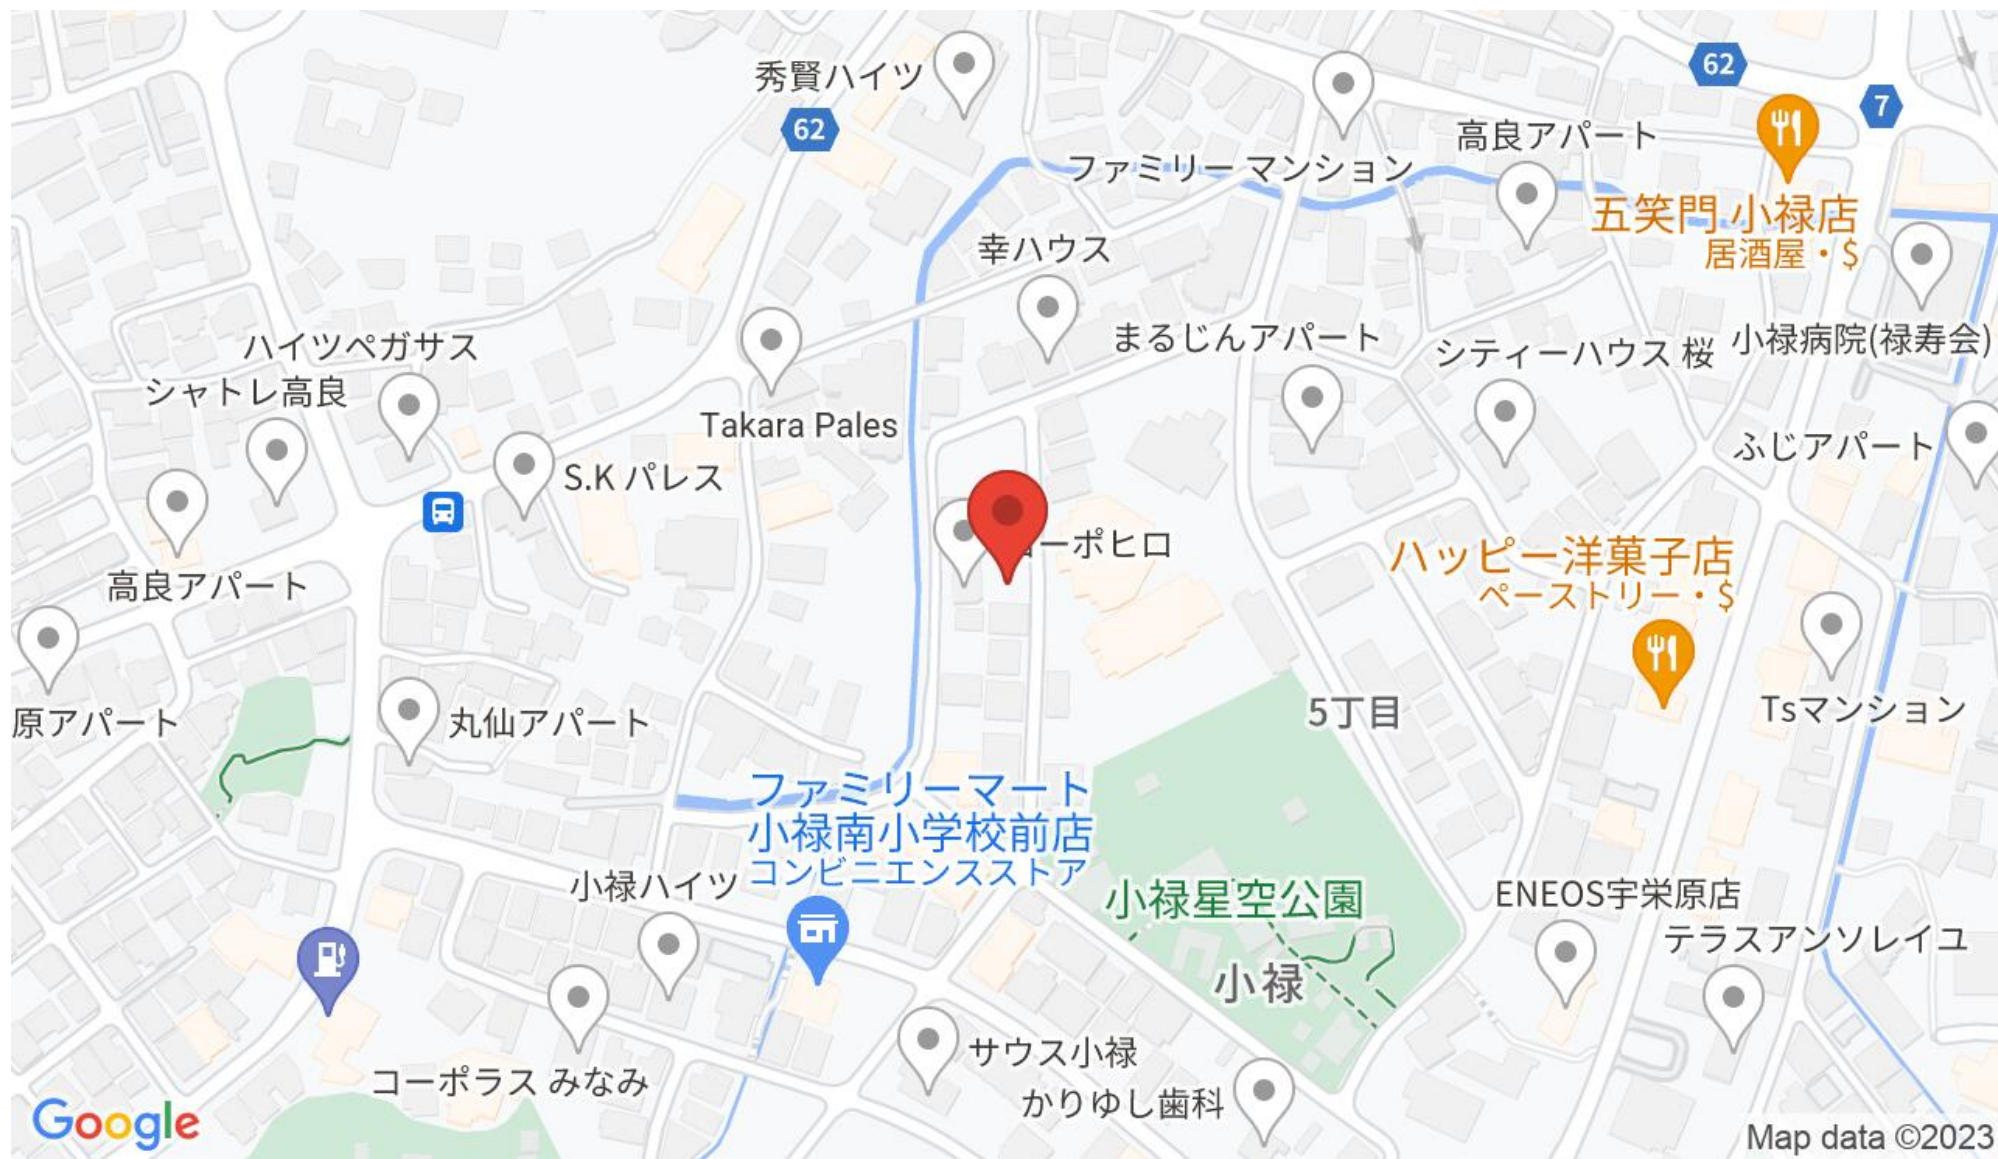 秀賢ハイツ
62
62
7
高良アパート
ファミリー マンション
五笑門 小禄店
居酒屋・$
幸ハウス
まるじんアパート
シティーハウス 桜
小禄病院(禄寿会)
ハイツペガサス
シャトレ高良
Takara Pales
S.K パレス
ふじアパート
ーポヒロ
ハッピー洋菓子店
ペーストリー・$
高良アパート
原アパート
丸仙アパート
5丁目
Tsマンション
ファミリーマート
小禄南小学校前店
コンビニエンスストア
小禄ハイツ
小禄星空公園
小禄
ENEOS宇栄原店
テラスアンソレイユ
サウス小禄
コーポラス みなみ
かりゆし歯科
Google
Map data ©2023